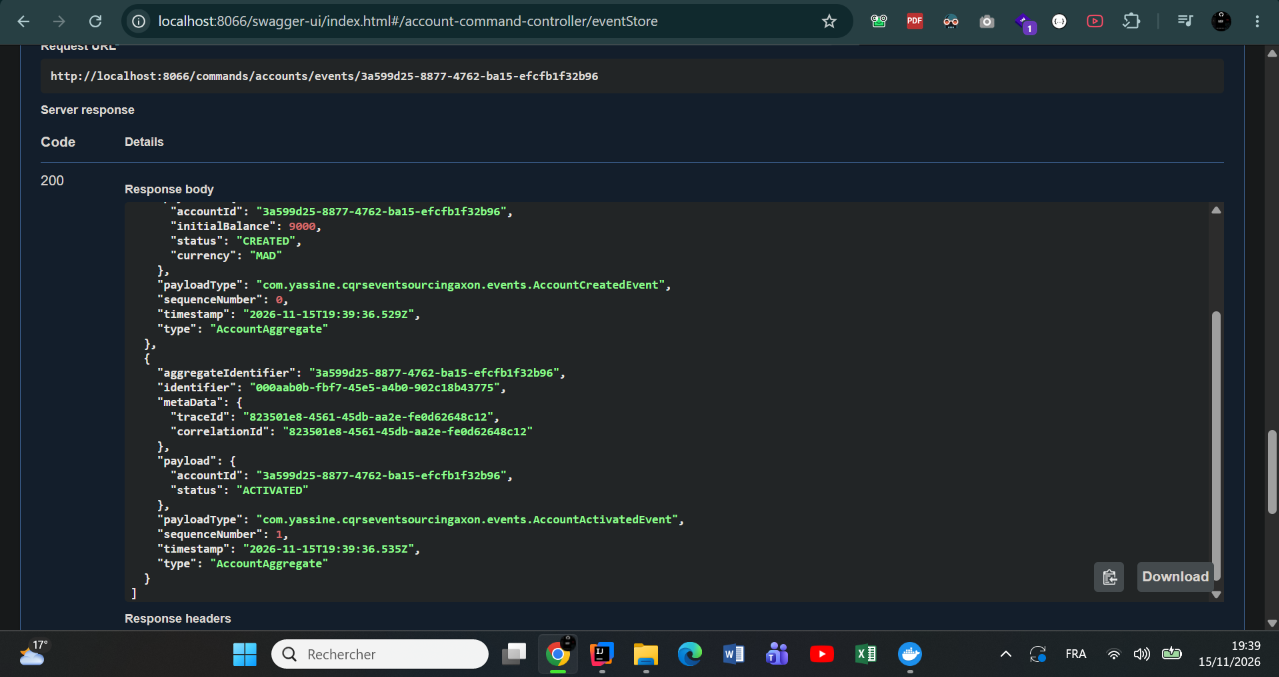 localhost:8066/swagger-ui/index.html#/account-command-controller/eventStore
PDF
1
Request URL
http://localhost:8066/commands/accounts/events/3a599d25-8877-4762-ba15-efcfb1f32b96
Server response
Code Details
200
Response body
"accountId": "3a599d25-8877-4762-ba15-efcfb1f32b96",
"initialBalance": 9000,
"status": "CREATED",
"currency": "MAD"
},
"payloadType": "com.yassine.cqrseventsourcingaxon.events.AccountCreatedEvent",
"sequenceNumber": 0,
"timestamp": "2026-11-15T19:39:36.529Z",
"type": "AccountAggregate"
},
{
"aggregateIdentifier": "3a599d25-8877-4762-ba15-efcfb1f32b96",
"identifier": "000aab0b-fbf7-45e5-a4b0-902c18b43775",
"metaData": {
"traceId": "823501e8-4561-45db-aa2e-fe0d62648c12",
"correlationId": "823501e8-4561-45db-aa2e-fe0d62648c12"
},
"payload": {
"accountId": "3a599d25-8877-4762-ba15-efcfb1f32b96",
"status": "ACTIVATED"
},
"payloadType": "com.yassine.cqrseventsourcingaxon.events.AccountActivatedEvent",
"sequenceNumber": 1,
"timestamp": "2026-11-15T19:39:36.535Z",
"type": "AccountAggregate"
}
]
Download
Response headers
17°
Rechercher
FRA
19:39
15/11/2026